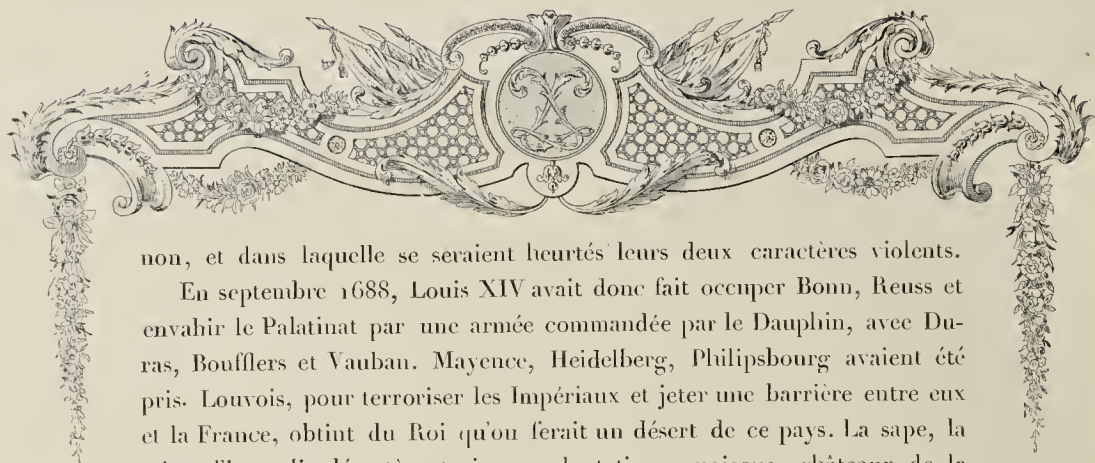 non, et dans laquelle se seraient heurtés leurs deux caractères violents.
En septembre 1688, Louis XIV avait donc fait occuper Bonn, Reuss et
envahir le Palatinat par une armée commandée par le Dauphin, avec Du-
ras, Boufflers et Vauban. Mayence, Heidelberg, Philipsbourg avaient été
pris. Louvois, pour terroriser les Impériaux et jeter une barrière entre eux
et la France, obtint du Roi qu'on ferait un désert de ce pays. La sape, la